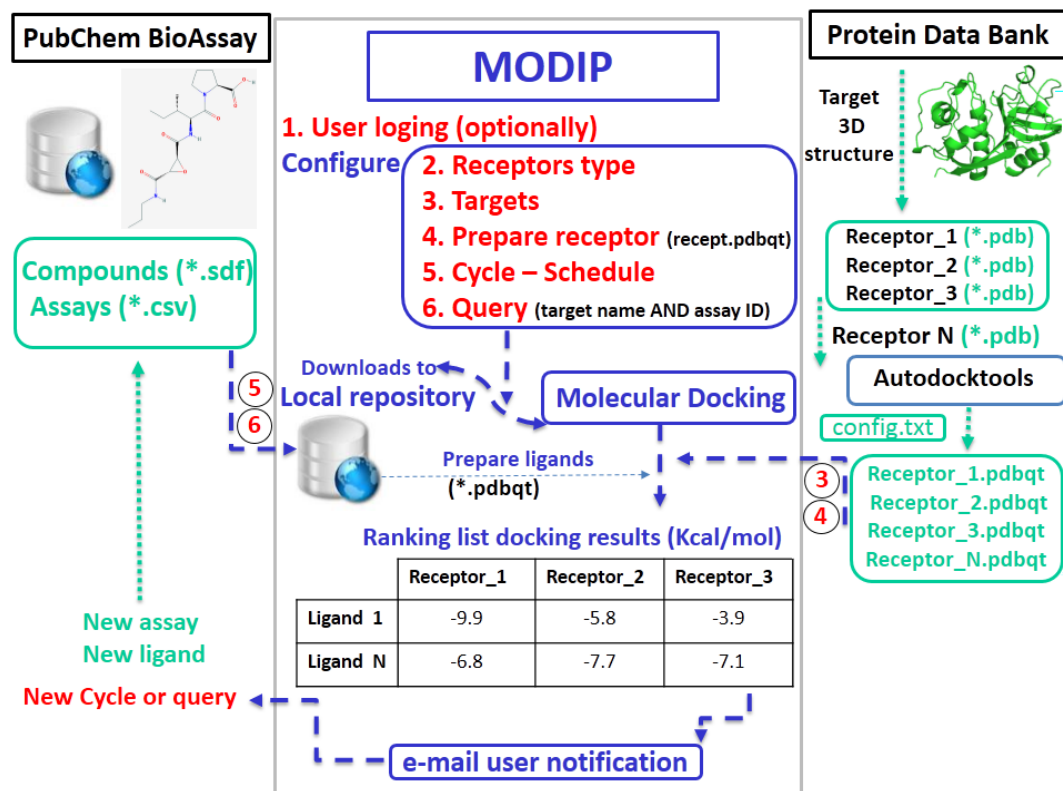 PubChem BioAssay
Compounds (*.sdf)
Assays (*.csv)
New assay
New ligand
New Cycle or query
MODIP
1. User loging (optionally)
Configure
2. Receptors type
3. Targets
4. Prepare receptor (recept.pdbqt)
5. Cycle – Schedule
6. Query (target name AND assay ID)
Downloads to
Local repository
5
6
Molecular Docking
Prepare ligands
(*.pdbqt)
Ranking list docking results (Kcal/mol)
Receptor_1 Receptor_2 Receptor_3
Ligand 1 -9.9 -5.8 -3.9
Ligand N -6.8 -7.7 -7.1
e-mail user notification
Protein Data Bank
Target
3D
structure
Receptor_1 (*.pdb)
Receptor_2 (*.pdb)
Receptor_3 (*.pdb)
Receptor N (*.pdb)
Autodocktools
config.txt
3
4
Receptor_1.pdbqt
Receptor_2.pdbqt
Receptor_3.pdbqt
Receptor_N.pdbqt